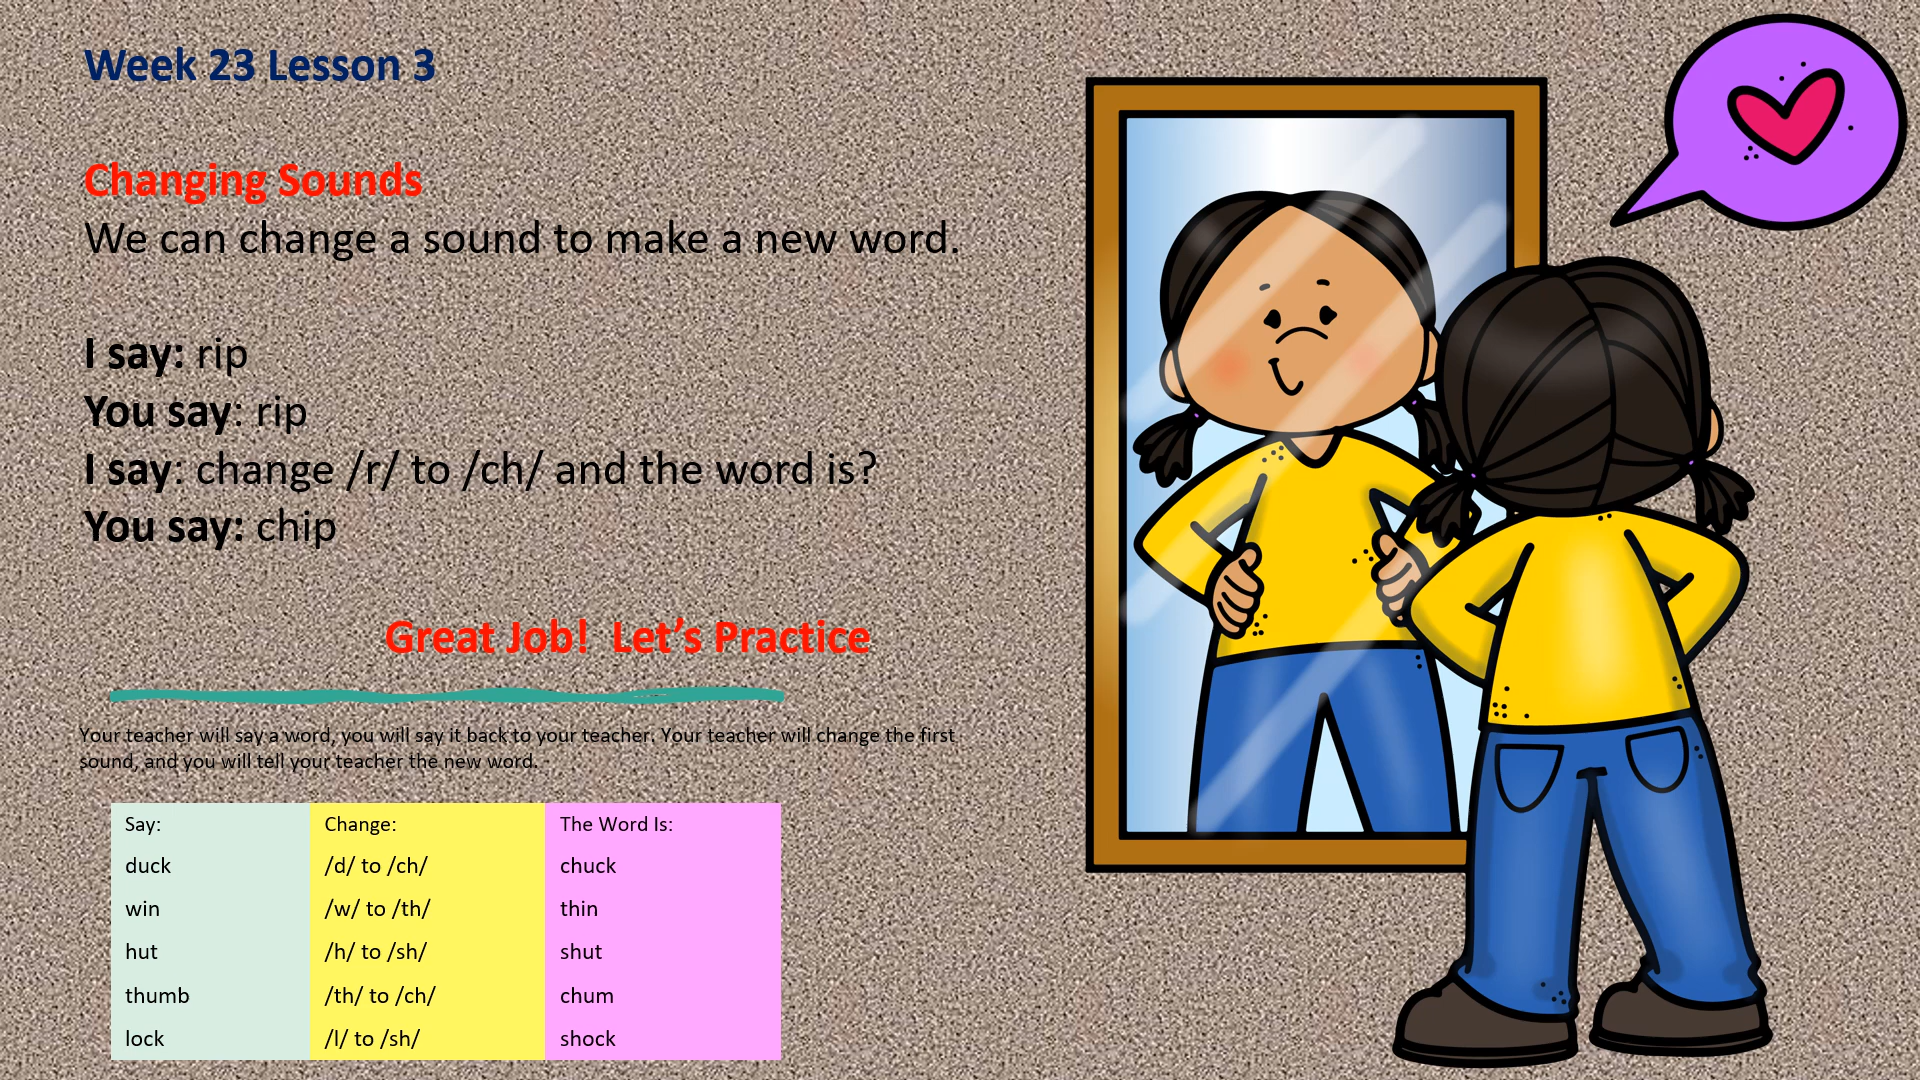 Week 23 Lesson 3
Changing Sounds
We can change a sound to make a new word.
I say: rip
You say: rip
I say: change /r/ to /ch/ and the word is?
You say: chip
Great Job!  Let's Practice
Your teacher will say a word, you will say it back to your teacher. Your teacher will change the first
sound, and you will tell your teacher the new word.
Say: Change: The Word Is:
duck /d/ to /ch/ chuck
win /w/ to /th/ thin
hut /h/ to /sh/ shut
thumb /th/ to /ch/ chum
lock /l/ to /sh/ shock